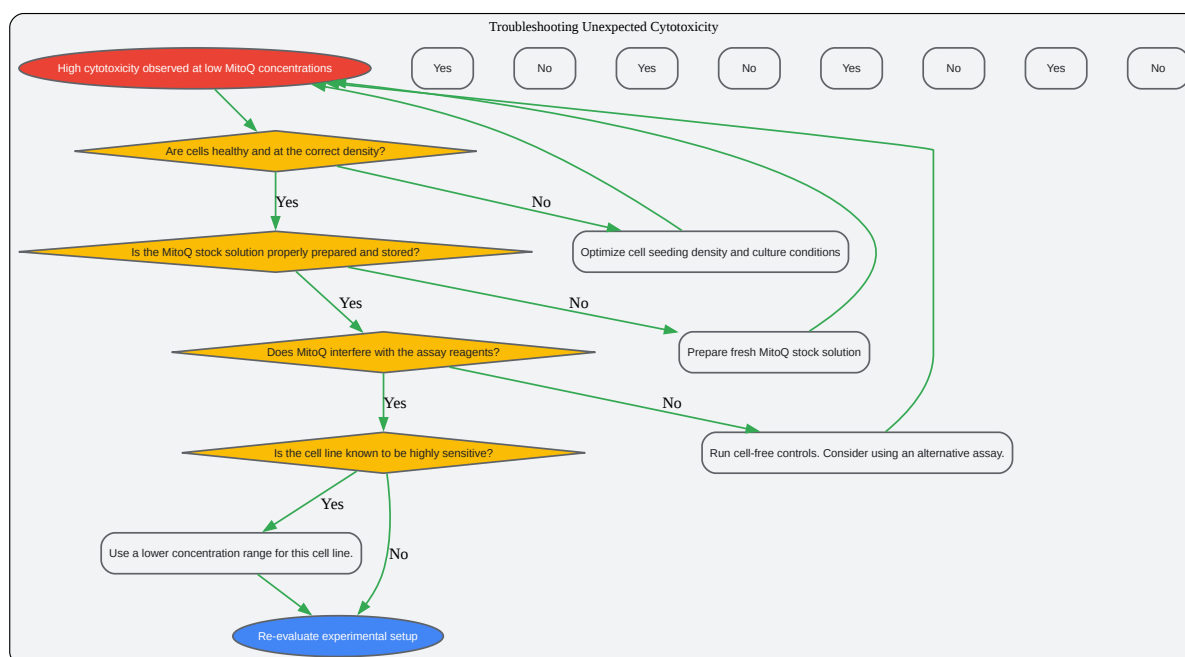 Troubleshooting Unexpected Cytotoxicity
High cytotoxicity observed at low MitoQ concentrations
Yes
No
Yes
No
Yes
No
Yes
No
Are cells healthy and at the correct density?
Yes
No
Is the MitoQ stock solution properly prepared and stored?
Optimize cell seeding density and culture conditions
Yes
No
Does MitoQ interfere with the assay reagents?
Prepare fresh MitoQ stock solution
Yes
No
Is the cell line known to be highly sensitive?
Run cell-free controls. Consider using an alternative assay.
Yes
Use a lower concentration range for this cell line.
No
Re-evaluate experimental setup